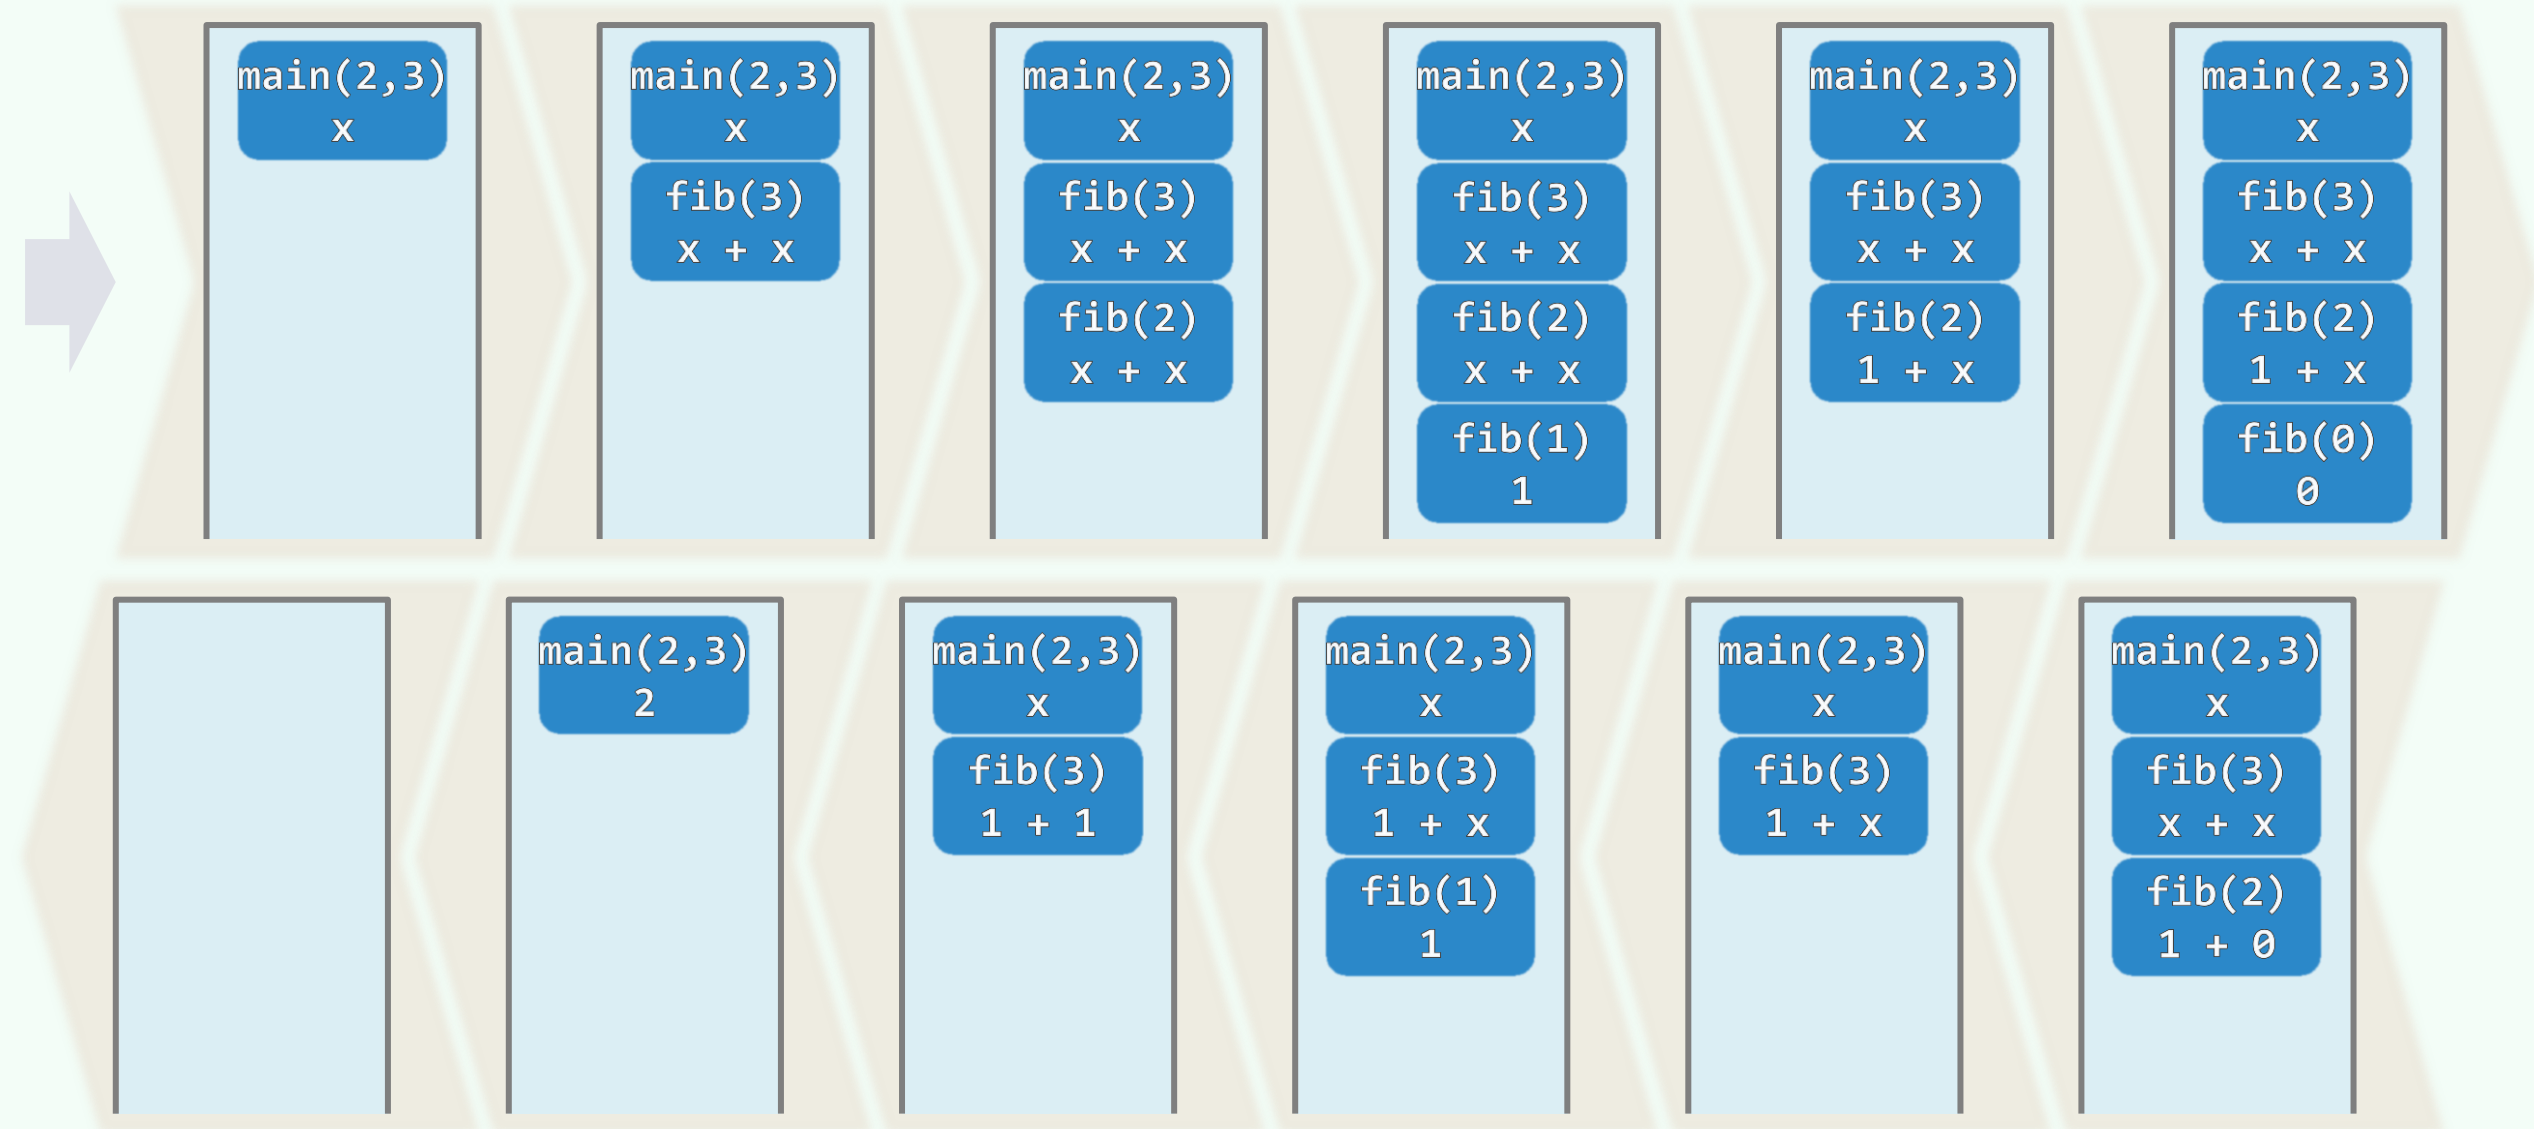 main(2,3)
x
main(2,3)
x
fib(3)
x + x
main(2,3)
x
fib(3)
x + x
fib(2)
x + x
main(2,3)
x
fib(3)
x + x
fib(2)
x + x
fib(1)
1
main(2,3)
x
fib(3)
x + x
fib(2)
1 + x
main(2,3)
x
fib(3)
x + x
fib(2)
1 + x
fib(0)
0
main(2,3)
x
fib(3)
x + x
fib(2)
1 + 0
main(2,3)
x
fib(3)
1 + x
main(2,3)
x
fib(3)
1 + x
fib(1)
1
main(2,3)
x
fib(3)
1 + 1
main(2,3)
2